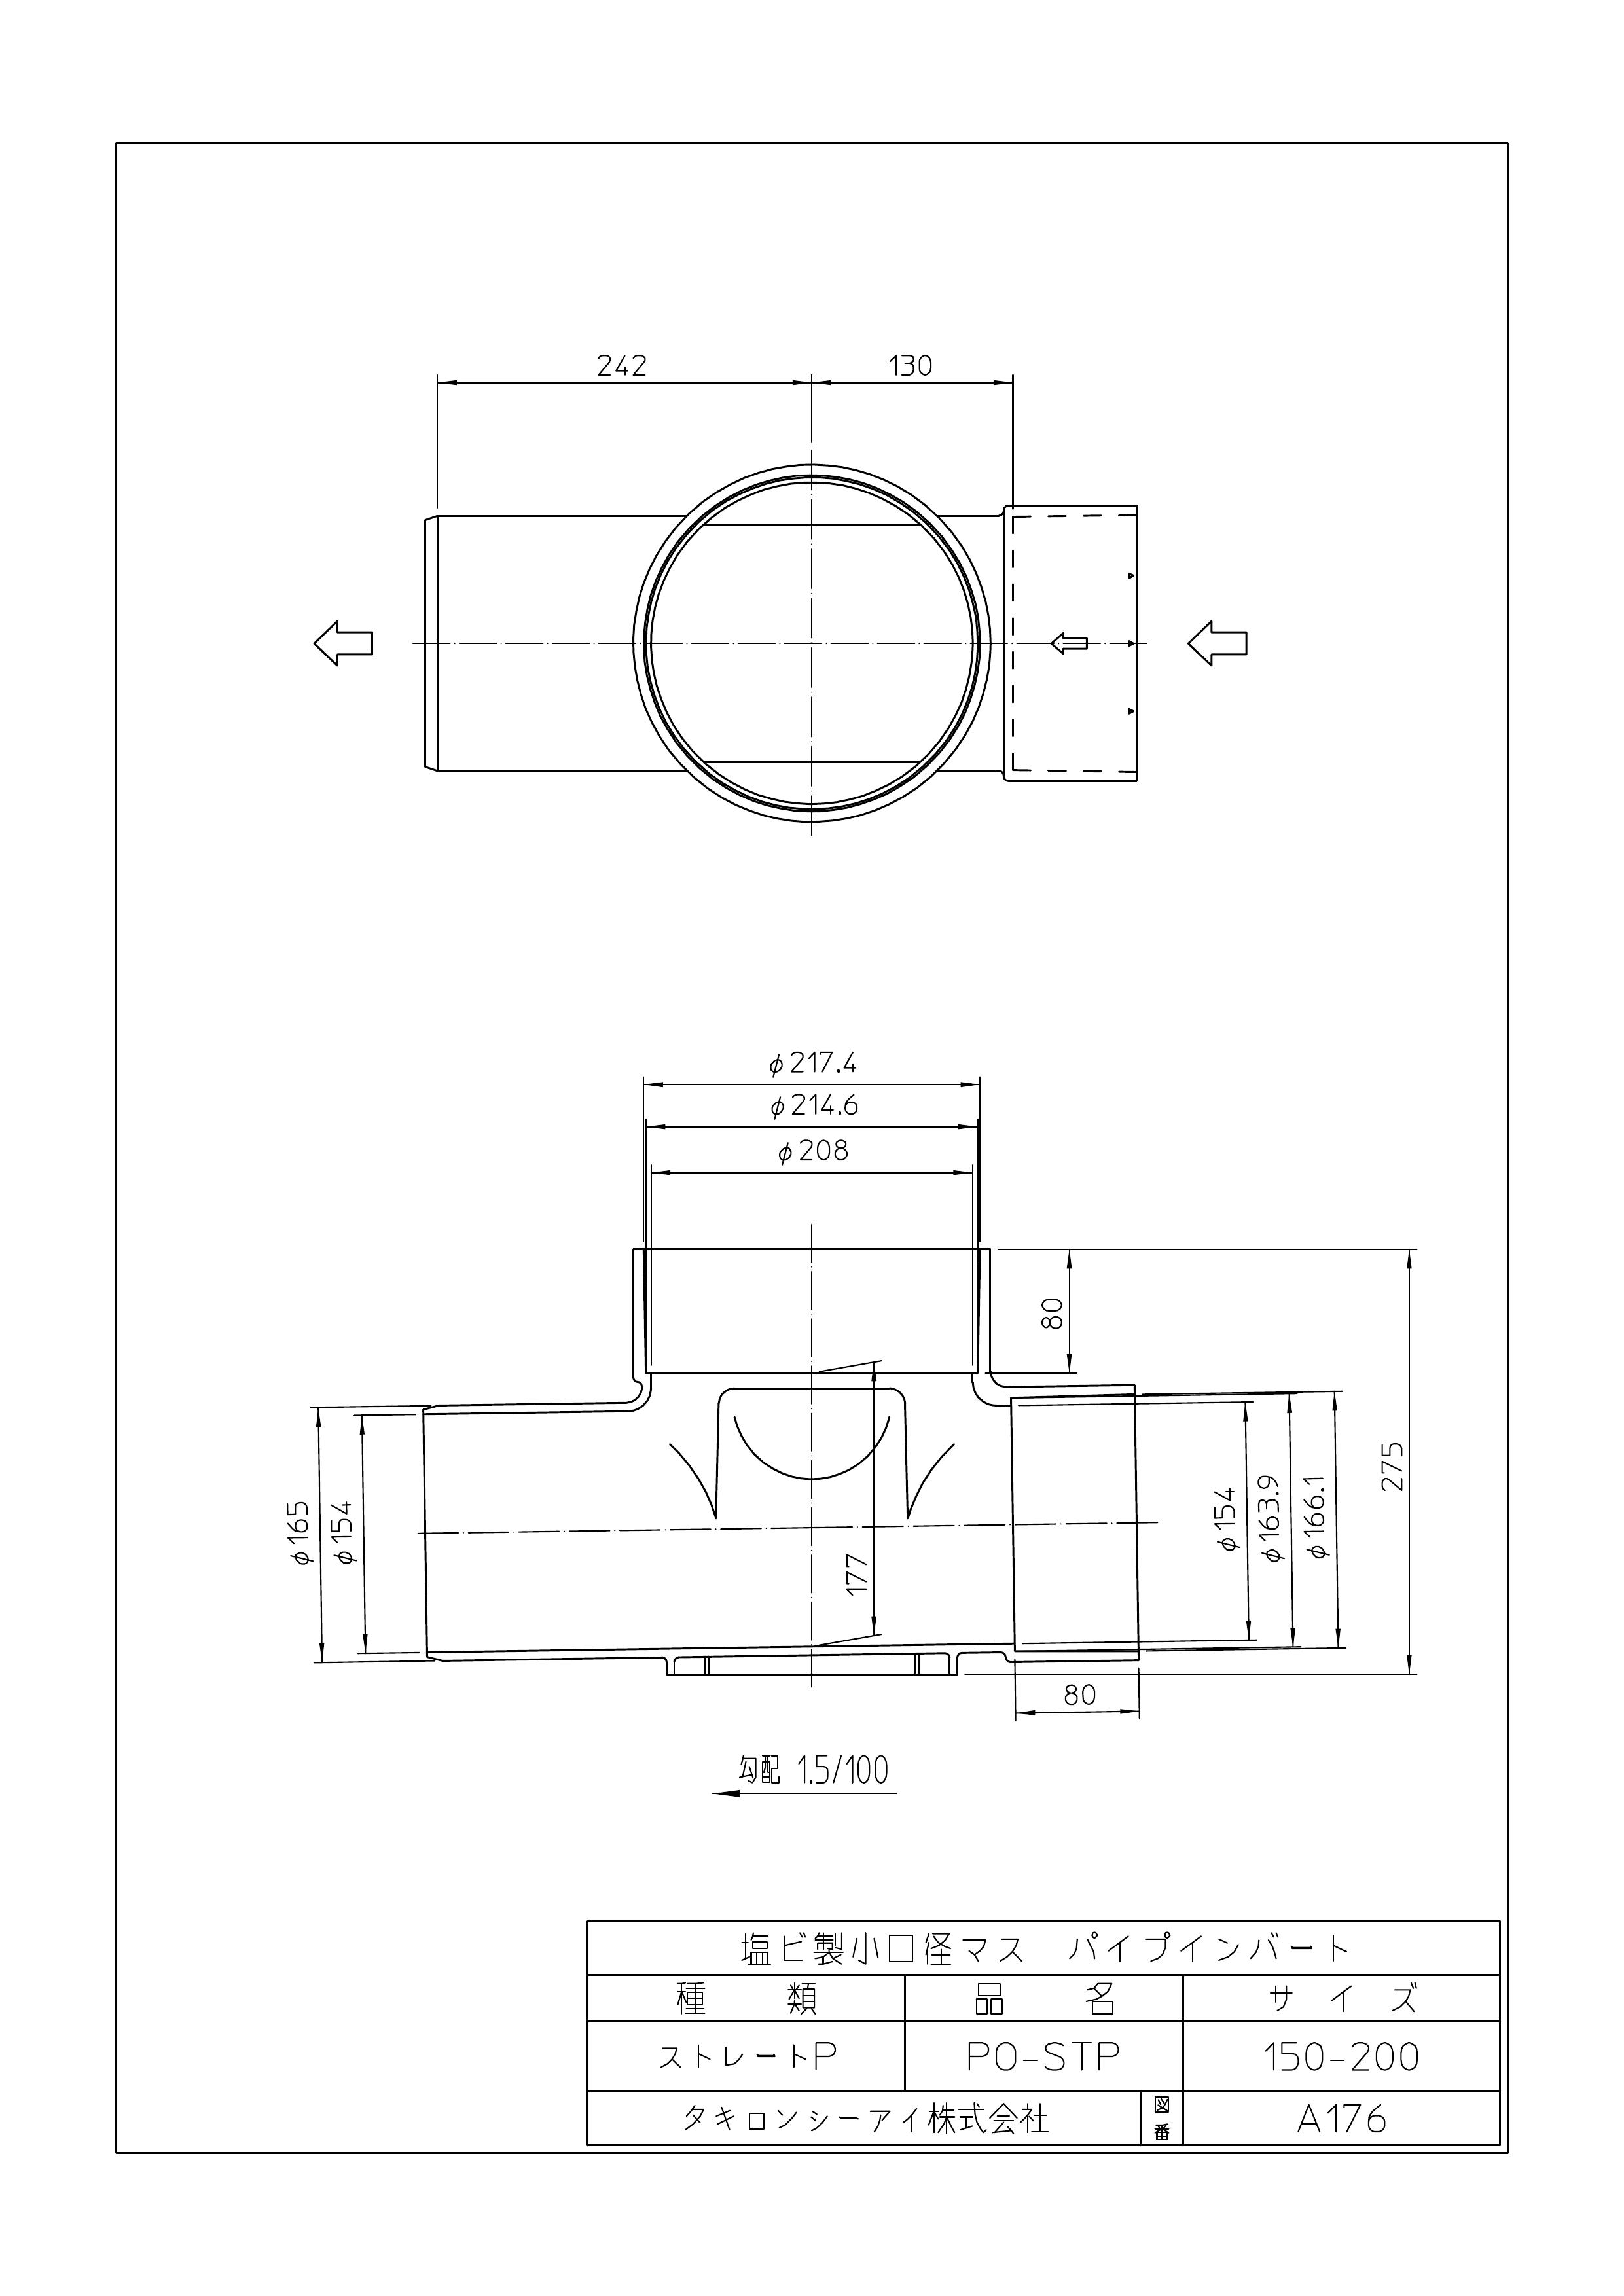 242
130
φ217.4
φ214.6
φ208
80
275
φ165
φ154
177
φ154
φ163.9
φ166.1
80
勾配 1.5/100
塩ビ製小口径マス パイプインバート
種類 品名 サイズ
ストレートP PO-STP 150-200
タキロンシーアイ株式会社 図番 A176